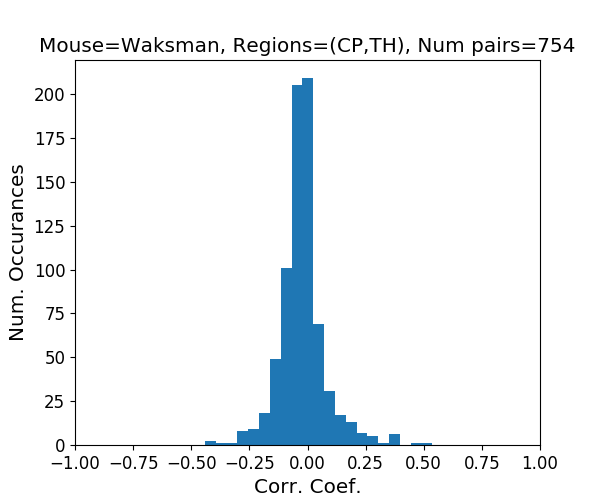 Mouse=Waksman, Regions=(CP,TH), Num pairs=754
Num. Occurances
200
175
150
125
100
75
50
25
0
−1.00 −0.75 −0.50 −0.25 0.00 0.25 0.50 0.75 1.00
Corr. Coef.